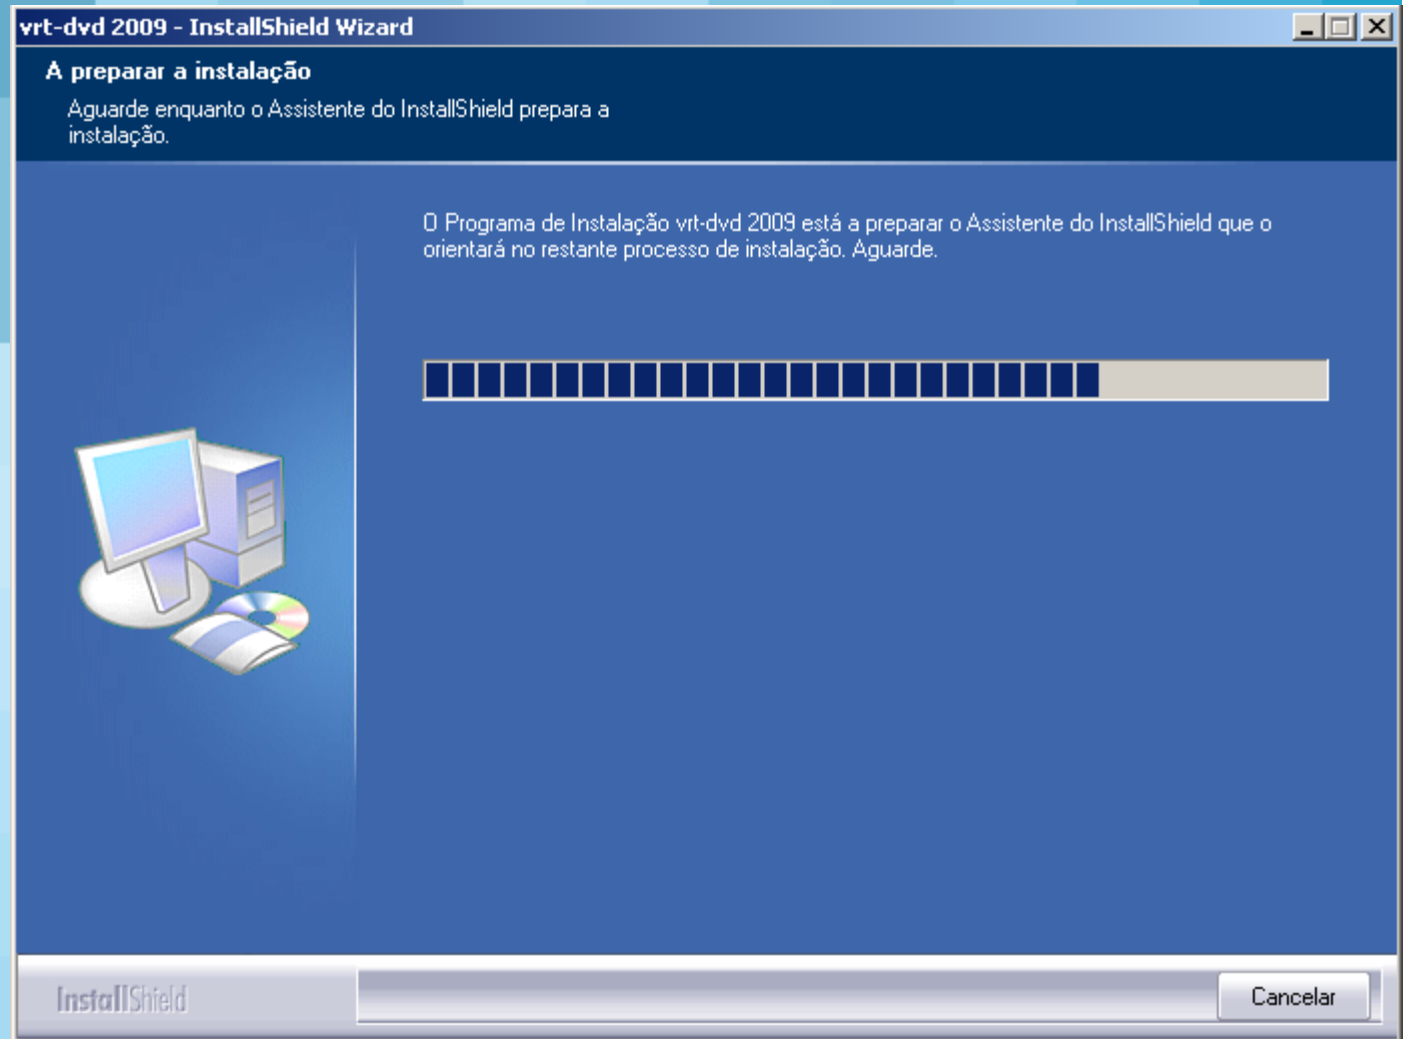 vrt-dvd 2009 - InstallShield Wizard
A preparar a instalação
Aguarde enquanto o Assistente do InstallShield prepara a
instalação.
O Programa de Instalação vrt-dvd 2009 está a preparar o Assistente do InstallShield que o
orientará no restante processo de instalação. Aguarde.
InstallShield
Cancelar